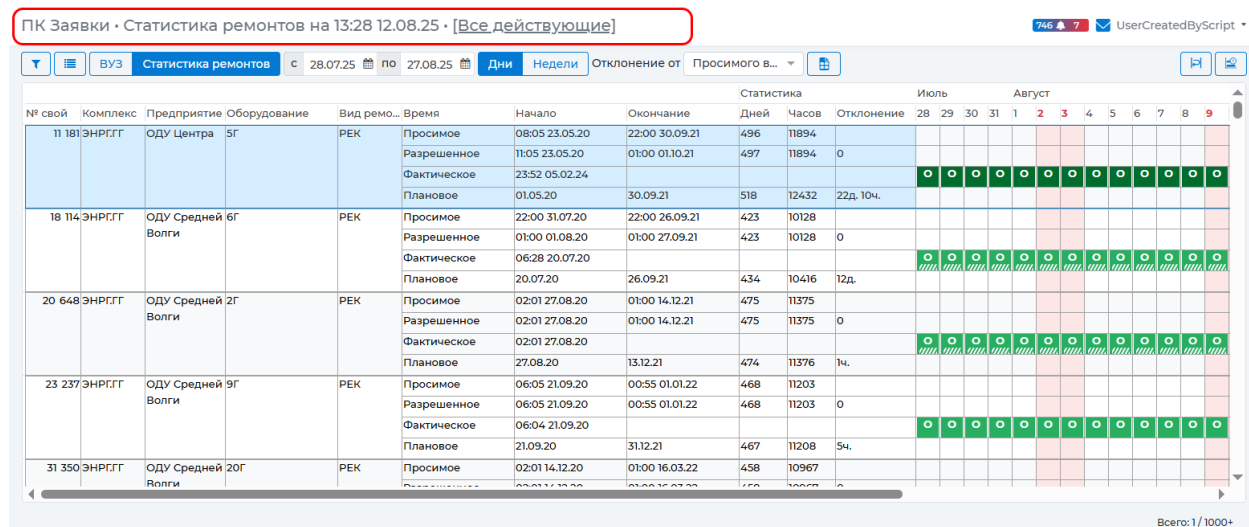 ПК Заявки • Статистика ремонтов на 13:28 12.08.25 • [Все действующие]
746 7 UserCreatedByScript
ВУЗ Статистика ремонтов с 28.07.25 по 27.08.25 Дни Недели Отклонение от Просимого в...
Статистика Июль Август
№ свой Комплекс Предприятие Оборудование Вид ремо... Время Начало Окончание Дней Часов Отклонение 28 29 30 31 1 2 3 4 5 6 7 8 9
11 181 ЭНРГ.ГГ ОДУ Центра 5Г РЕК Просимое 08:05 23.05.20 22:00 30.09.21 496 11894
Разрешенное 11:05 23.05.20 01:00 01.10.21 497 11894 0
Фактическое 23:52 05.02.24 О О О О О О О О О О О О О
Плановое 01.05.20 30.09.21 518 12432 22д. 10ч.
18 114 ЭНРГ.ГГ ОДУ Средней 6Г РЕК Просимое 22:00 31.07.20 22:00 26.09.21 423 10128
Волги Разрешенное 01:00 01.08.20 01:00 27.09.21 423 10128 0
Фактическое 06:28 20.07.20 О О О О О О О О О О О О О
Плановое 20.07.20 26.09.21 434 10416 12д.
20 648 ЭНРГ.ГГ ОДУ Средней 2Г РЕК Просимое 02:01 27.08.20 01:00 14.12.21 475 11375
Волги Разрешенное 02:01 27.08.20 01:00 14.12.21 475 11375 0
Фактическое 02:01 27.08.20 О О О О О О О О О О О О О
Плановое 27.08.20 13.12.21 474 11376 1ч.
23 237 ЭНРГ.ГГ ОДУ Средней 9Г РЕК Просимое 06:05 21.09.20 00:55 01.01.22 468 11203
Волги Разрешенное 06:05 21.09.20 00:55 01.01.22 468 11203 0
Фактическое 06:04 21.09.20 О О О О О О О О О О О О О
Плановое 21.09.20 31.12.21 467 11208 5ч.
31 350 ЭНРГ.ГГ ОДУ Средней 20Г РЕК Просимое 02:01 14.12.20 01:00 16.03.22 458 10967
Волги
Всего: 1 / 1000+